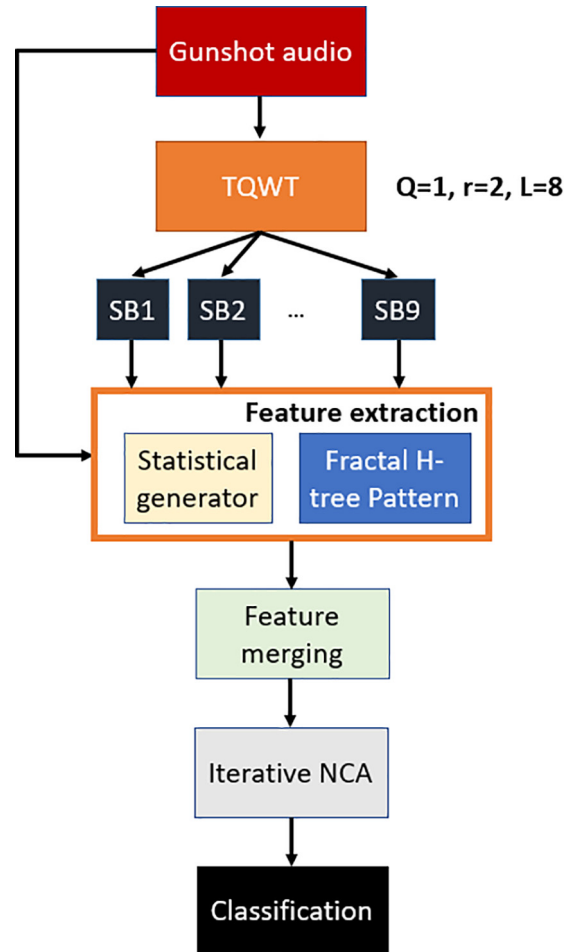 Gunshot audio
TQWT
Q=1, r=2, L=8
SB1
SB2
...
SB9
Feature extraction
Statistical
generator
Fractal H-
tree Pattern
Feature
merging
Iterative NCA
Classification